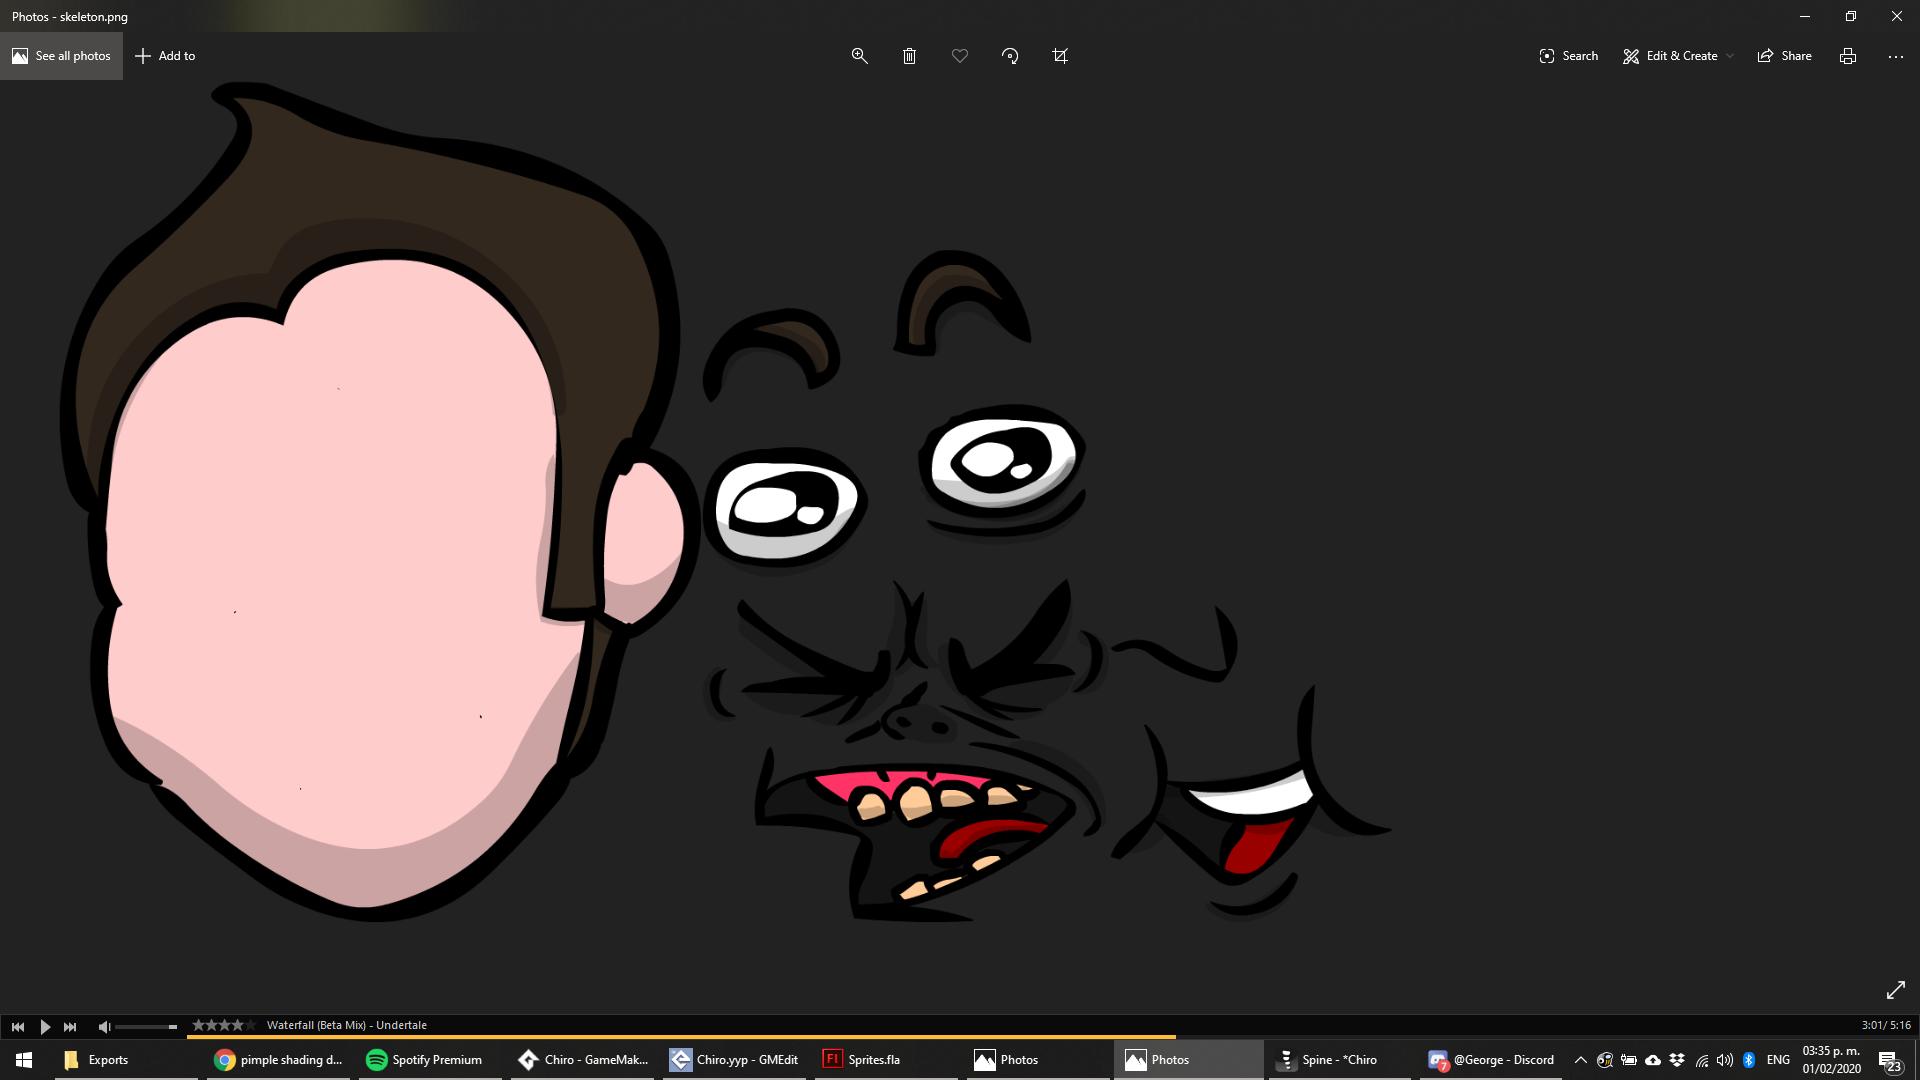 Photos - skeleton.png
See all photos
Add to
Search
Edit & Create
Share
Waterfall (Beta Mix) - Undertale
3:01/ 5:16
Exports
pimple shading d...
Spotify Premium
Chiro - GameMak...
Chiro.yyp - GMEdit
Fl
Sprites.fla
Photos
Photos
Spine - *Chiro
7
@George - Discord
ENG
03:35 p. m.
01/02/2020
23